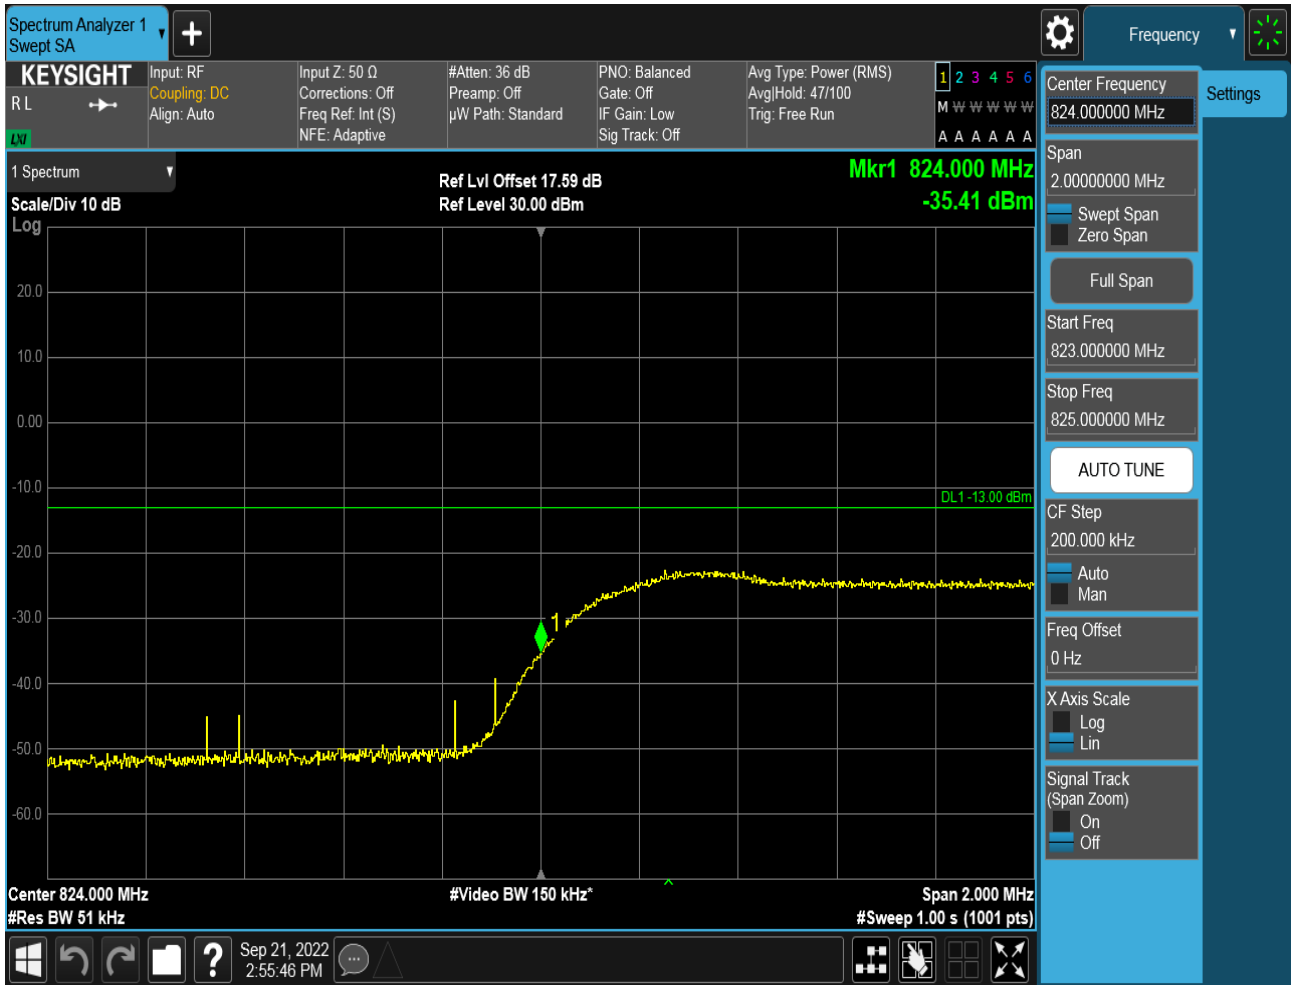 Spectrum Analyzer 1
Swept SA
Frequency
KEYSIGHT
R L
LXI
Input: RF
Coupling: DC
Align: Auto
Input Z: 50 Ω
Corrections: Off
Freq Ref: Int (S)
NFE: Adaptive
#Atten: 36 dB
Preamp: Off
µW Path: Standard
PNO: Balanced
Gate: Off
IF Gain: Low
Sig Track: Off
Avg Type: Power (RMS)
Avg|Hold: 47/100
Trig: Free Run
1 2 3 4 5 6
M W W W W W
A A A A A A
1 Spectrum
Scale/Div 10 dB
Log
Ref Lvl Offset 17.59 dB
Ref Level 30.00 dBm
Mkr1 824.000 MHz
-35.41 dBm
20.0
10.0
0.00
-10.0
-20.0
-30.0
-40.0
-50.0
-60.0
DL1 -13.00 dBm
1
Center 824.000 MHz
#Res BW 51 kHz
#Video BW 150 kHz*
Span 2.000 MHz
#Sweep 1.00 s (1001 pts)
Center Frequency
824.000000 MHz
Settings
Span
2.00000000 MHz
Swept Span
Zero Span
Full Span
Start Freq
823.000000 MHz
Stop Freq
825.000000 MHz
AUTO TUNE
CF Step
200.000 kHz
Auto
Man
Freq Offset
0 Hz
X Axis Scale
Log
Lin
Signal Track
(Span Zoom)
On
Off
?
Sep 21, 2022
2:55:46 PM